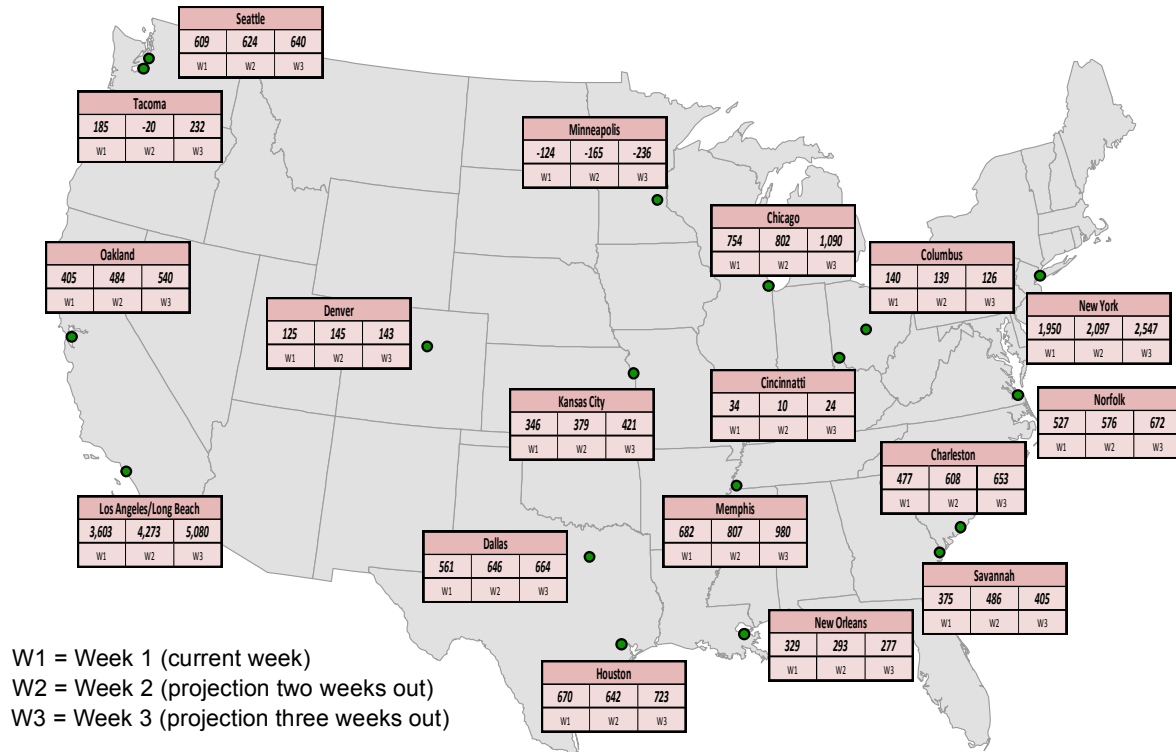 Seattle
609 624 640
W1 W2 W3
Tacoma
185 -20 232
W1 W2 W3
Minneapolis
-124 -165 -236
W1 W2 W3
Chicago
754 802 1,090
W1 W2 W3
Oakland
405 484 540
W1 W2 W3
Columbus
140 139 126
W1 W2 W3
Denver
125 145 143
W1 W2 W3
New York
1,950 2,097 2,547
W1 W2 W3
Cincinnatti
34 10 24
W1 W2 W3
Kansas City
346 379 421
W1 W2 W3
Norfolk
527 576 672
W1 W2 W3
Charleston
477 608 653
W1 W2 W3
Los Angeles/Long Beach
3,603 4,273 5,080
W1 W2 W3
Memphis
682 807 980
W1 W2 W3
Dallas
561 646 664
W1 W2 W3
Savannah
375 486 405
W1 W2 W3
New Orleans
329 293 277
W1 W2 W3
Houston
670 642 723
W1 W2 W3
W1 = Week 1 (current week)
W2 = Week 2 (projection two weeks out)
W3 = Week 3 (projection three weeks out)